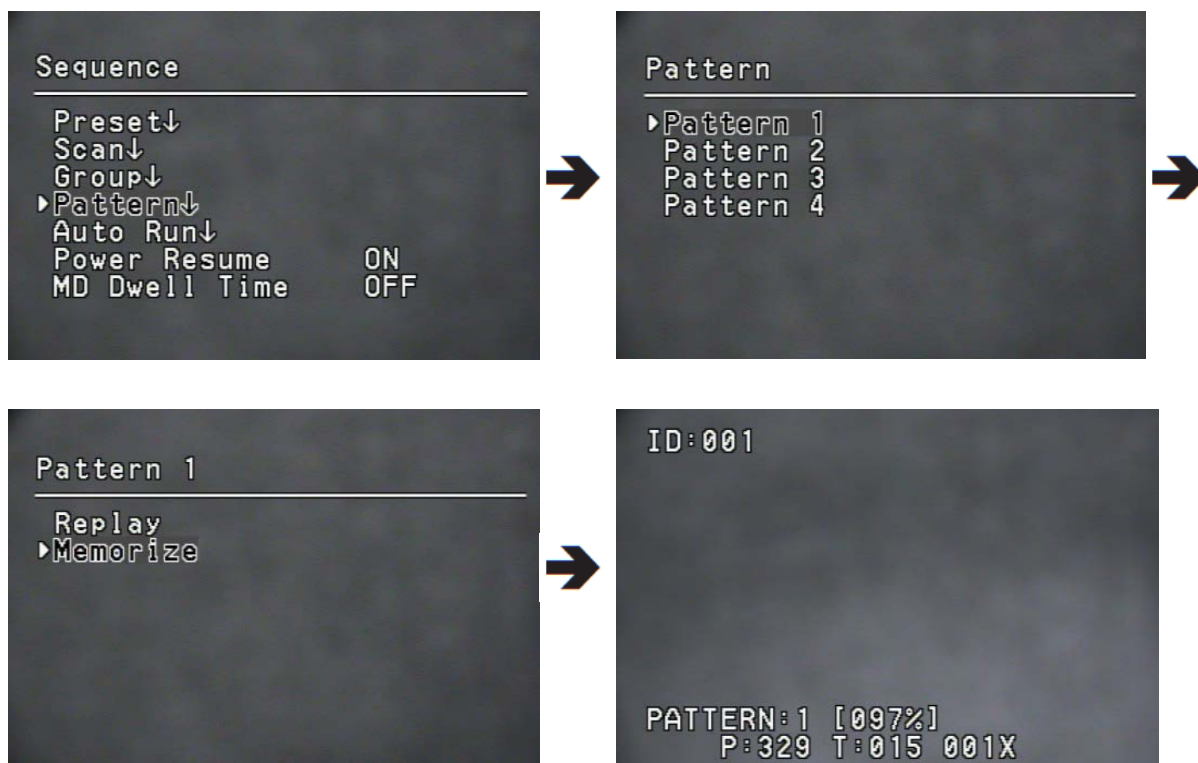 Sequence
Preset↓
Scan↓
Group↓
Pattern↓
Auto Run↓
Power Resume ON
MD Dwell Time OFF
Pattern
Pattern 1
Pattern 2
Pattern 3
Pattern 4
Pattern 1
Replay
Memorize
ID:001
PATTERN:1 [097%]
P:329 T:015 001X